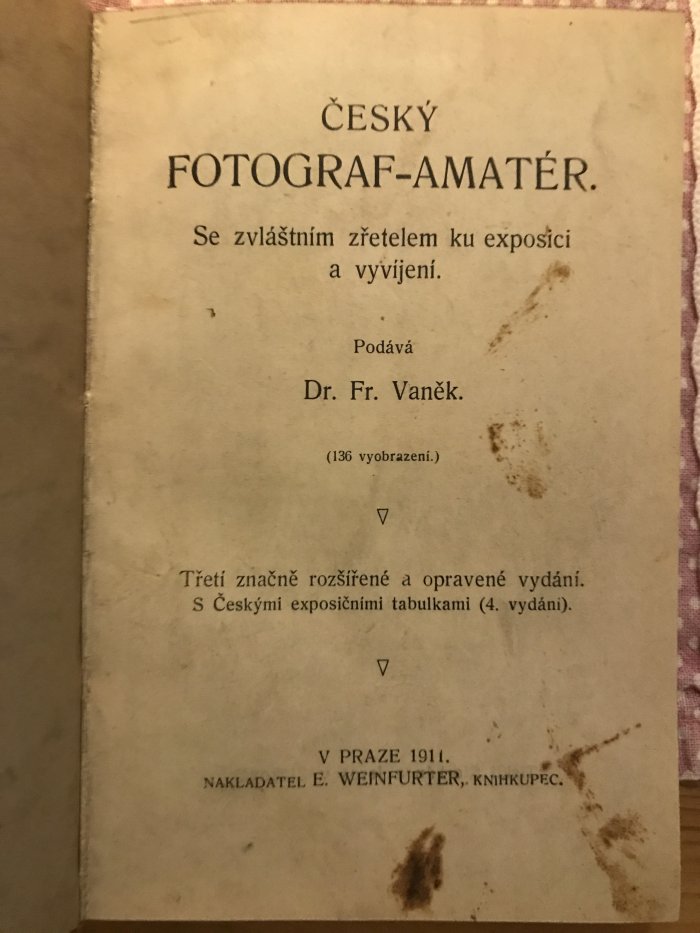 ČESKÝ
FOTOGRAF-AMATÉR.
Se zvláštním zřetelem ku exposici
a vyvíjení.
Podává
Dr. Fr. Vaněk.
(136 vyobrazení.)
Třetí značně rozšířené a opravené vydání.
S Českými exposičními tabulkami (4. vydání).
V PRAZE 1911.
NAKLADATEL E. WEINFURTER, KNIHKUPEC.